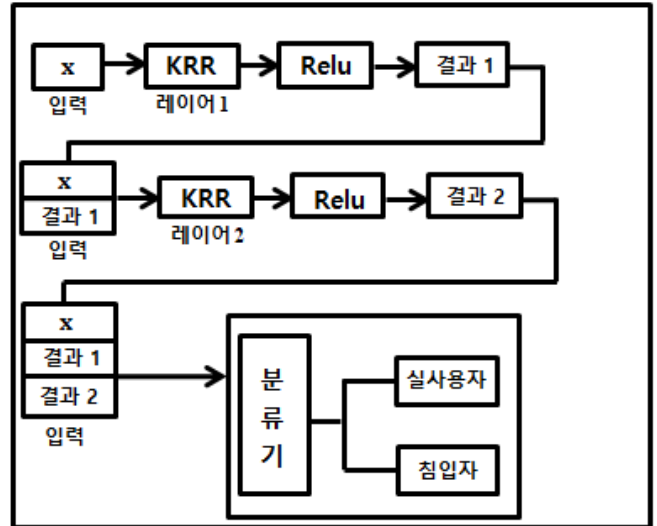 x KRR Relu 결과 1
입력 레이어 1
x KRR Relu 결과 2
결과 1
입력 레이어 2
x
결과 1
결과 2
입력
분류기
실사용자
침입자